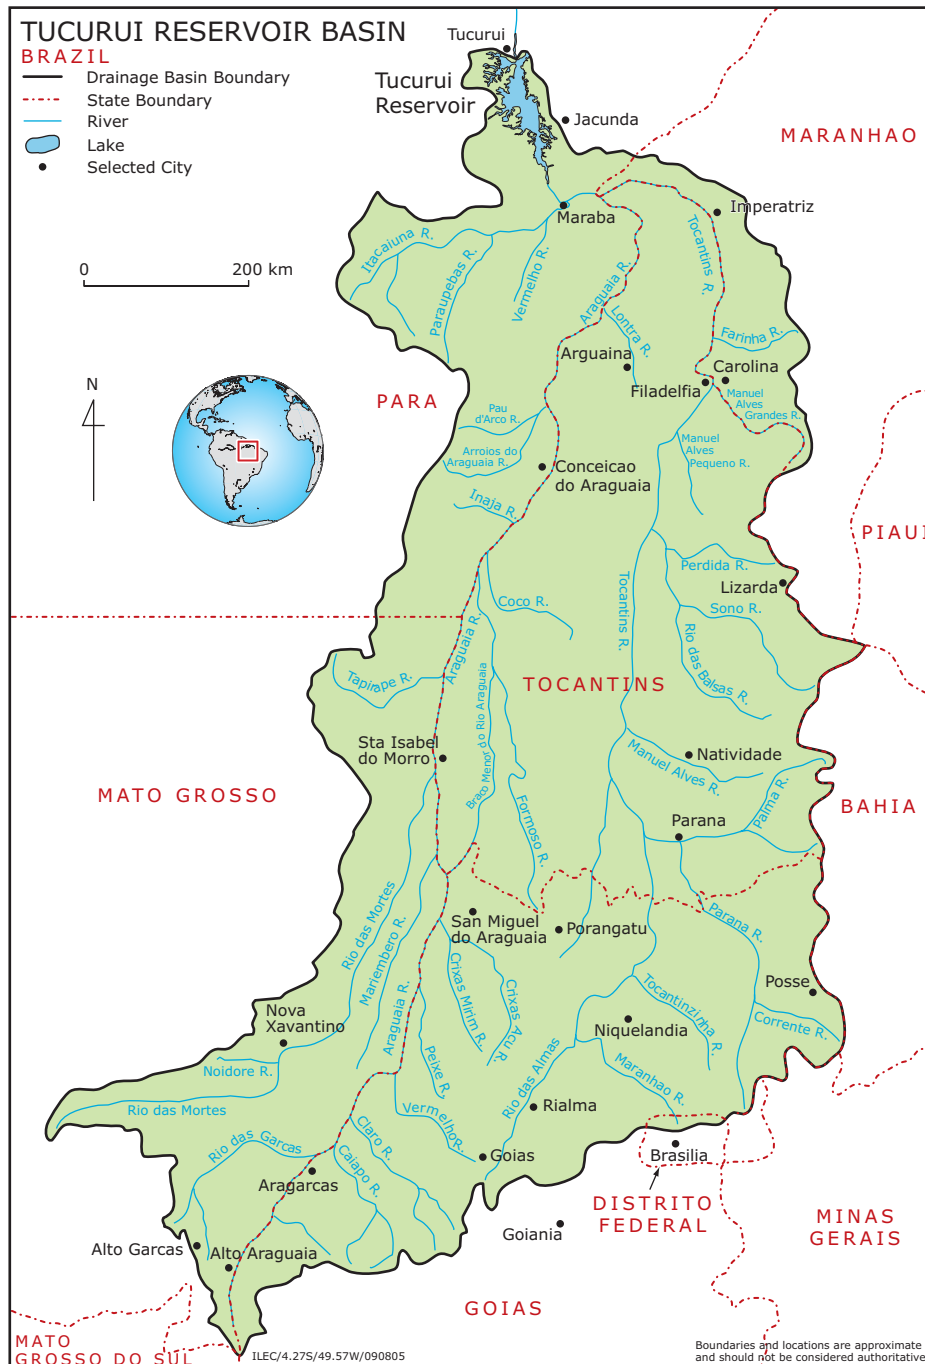 TUCURUI RESERVOIR BASIN
BRAZIL
Drainage Basin Boundary
State Boundary
River
Lake
Selected City
Tucurui
Tucurui
Reservoir
Jacunda
MARANHAO
Maraba
Imperatriz
Itacaiuna R.
Paraupebas R.
Vermelho R.
Araguaia R.
Tocantins R.
0
200 km
Lontra R.
Farinha R.
Arguaina
Carolina
Filadelfia
N
PARA
Manuel
Alves
Grandes R.
Pau
d'Arco R.
Manuel
Alves
Pequeno R.
Arroios do
Araguaia R.
Conceicao
do Araguaia
Inaja R.
PIAUI
Perdida R.
Lizarda
Coco R.
Tocantins R.
Sono R.
Rio das Balsas R.
Araguaia R.
Tapirape R.
TOCANTINS
Braco Menor do Rio Araguaia
Sta Isabel
do Morro
Natividade
Manuel Alves R.
MATO GROSSO
Formoso R.
Palma R.
BAHIA
Parana
Rio das Mortes
Mariembero R.
San Miguel
do Araguaia
Porangatu
Parana R.
Crixas Mirim R.
Crixas Acu R.
Tocantinzinha R.
Posse
Nova
Xavantino
Araguaia R.
Niquelandia
Corrente R.
Noidore R.
Peixe R.
Rio das Almas
Maranhao R.
Rio das Mortes
Vermelho R.
Rialma
Rio das Garcas
Claro R.
Caiapo R.
Goias
Brasilia
Aragarcas
DISTRITO
FEDERAL
MINAS
GERAIS
Goiania
Alto Garcas
Alto Araguaia
GOIAS
MATO
GROSSO DO SUL
ILEC/4.27S/49.57W/090805
Boundaries and locations are approximate
and should not be considered authoritative